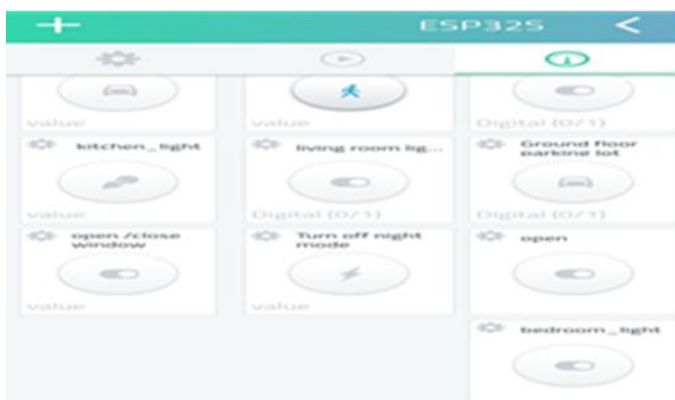 ESP32S
value
value
Digital (0/1)
kitchen_light
living room lig...
Ground floor
parking lot
value
Digital (0/1)
Digital (0/1)
open /close
window
Turn off night
mode
open
value
value
bedroom_light